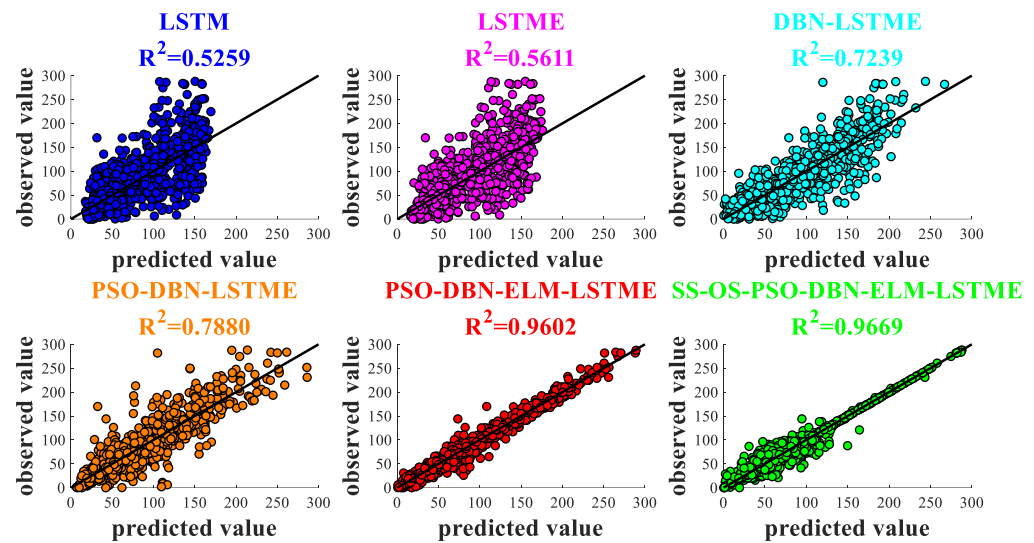 LSTM
R²=0.5259
observed value
300
250
200
150
100
50
0
0 50 100 150 200 250 300
predicted value
LSTME
R²=0.5611
observed value
300
250
200
150
100
50
0
0 50 100 150 200 250 300
predicted value
DBN-LSTME
R²=0.7239
observed value
300
250
200
150
100
50
0
0 50 100 150 200 250 300
predicted value
PSO-DBN-LSTME
R²=0.7880
observed value
300
250
200
150
100
50
0
0 50 100 150 200 250 300
predicted value
PSO-DBN-ELM-LSTME
R²=0.9602
observed value
300
250
200
150
100
50
0
0 50 100 150 200 250 300
predicted value
SS-OS-PSO-DBN-ELM-LSTME
R²=0.9669
observed value
300
250
200
150
100
50
0
0 50 100 150 200 250 300
predicted value